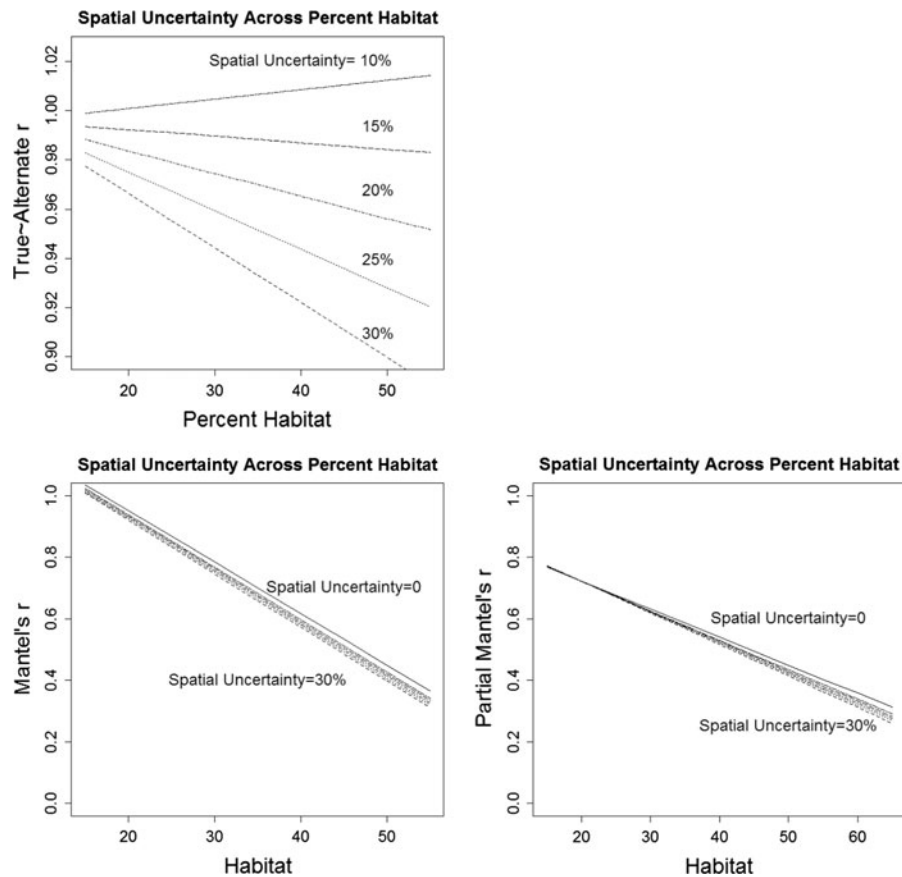 Spatial Uncertainty Across Percent Habitat
True~Alternate r
1.02
1.00
0.98
0.96
0.94
0.92
0.90
Spatial Uncertainty= 10%
15%
20%
25%
30%
20 30 40 50
Percent Habitat
Spatial Uncertainty Across Percent Habitat
Mantel's r
1.0
0.8
0.6
0.4
0.2
0.0
Spatial Uncertainty=0
Spatial Uncertainty=30%
20 30 40 50
Habitat
Spatial Uncertainty Across Percent Habitat
Partial Mantel's r
1.0
0.8
0.6
0.4
0.2
0.0
Spatial Uncertainty=0
Spatial Uncertainty=30%
20 30 40 50 60
Habitat